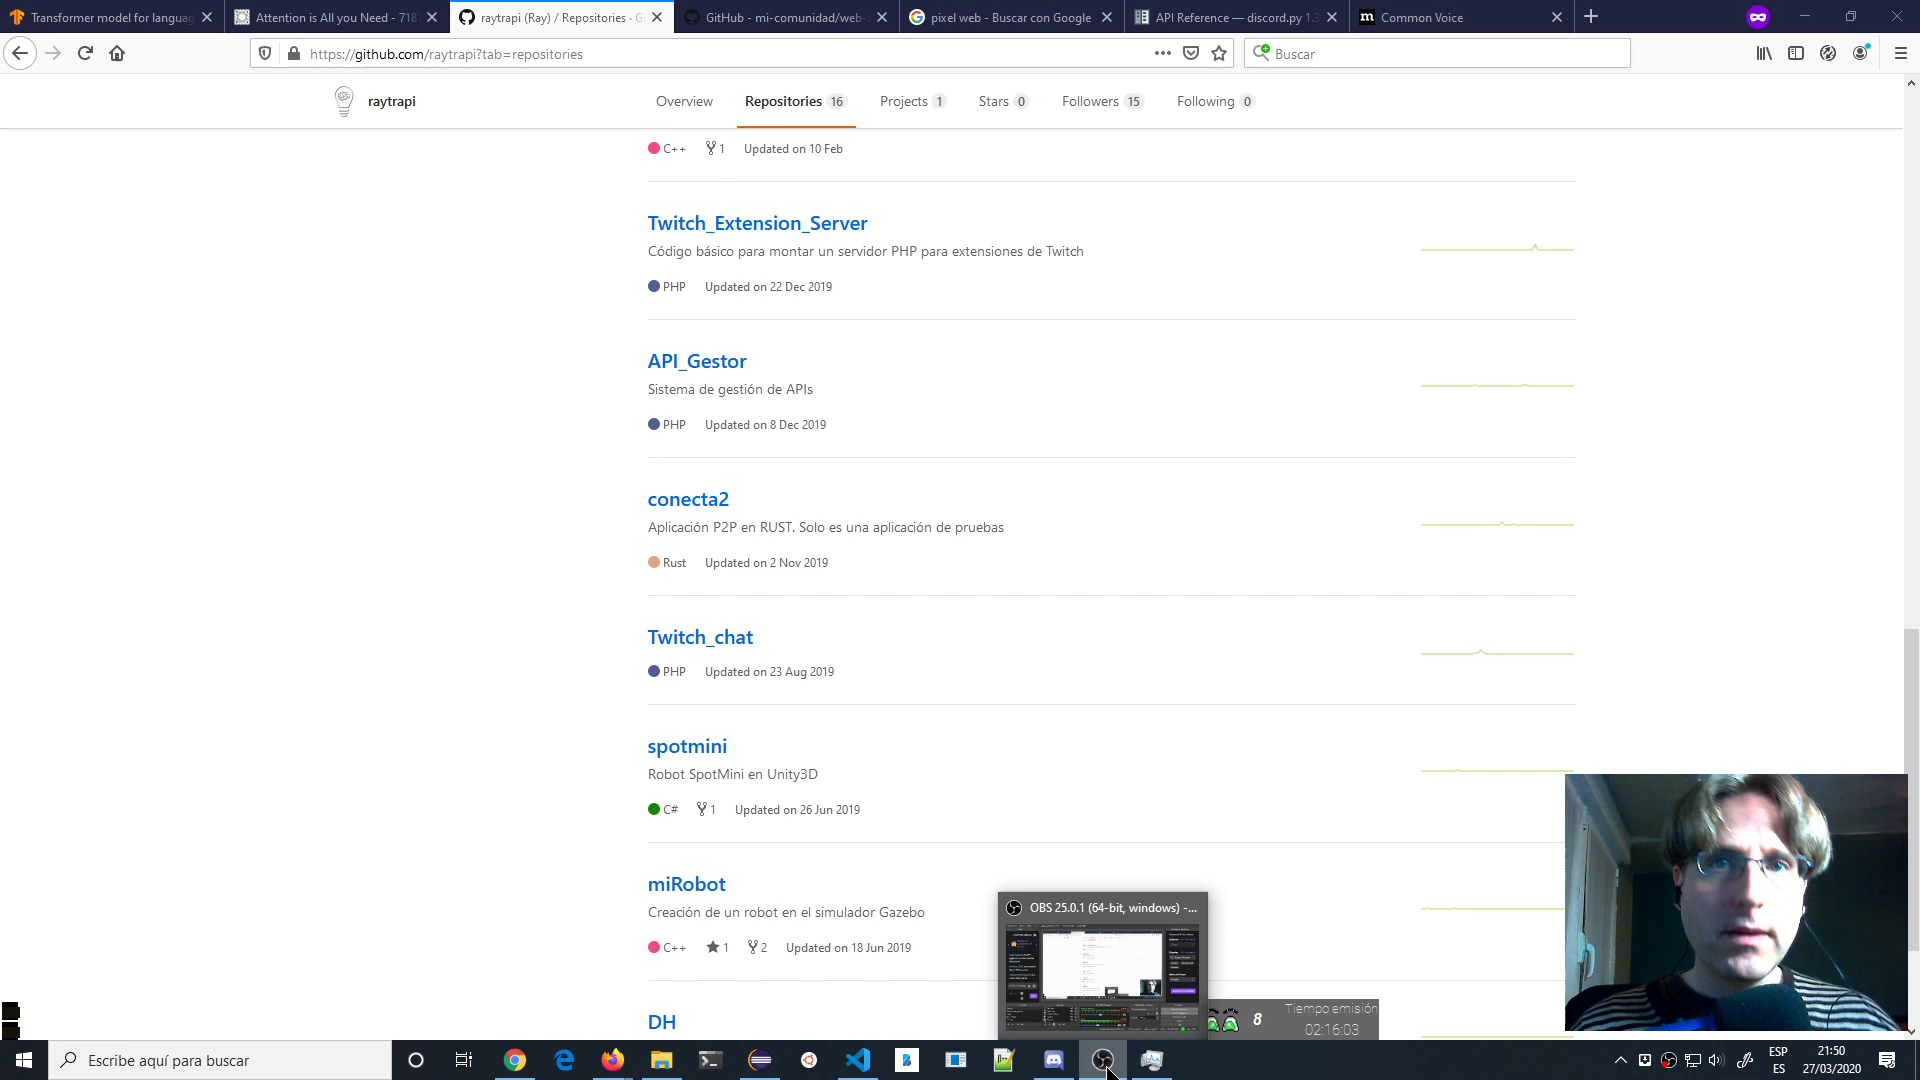 Transformer model for languag
Attention is All you Need - 718
raytrapi (Ray) / Repositories · G
GitHub - mi-comunidad/web-
pixel web - Buscar con Google
API Reference — discord.py 1.3
Common Voice
https://github.com/raytrapi?tab=repositories
Buscar
raytrapi
Overview
Repositories 16
Projects 1
Stars 0
Followers 15
Following 0
C++ 1 Updated on 10 Feb
Twitch_Extension_Server
Código básico para montar un servidor PHP para extensiones de Twitch
PHP Updated on 22 Dec 2019
API_Gestor
Sistema de gestión de APIs
PHP Updated on 8 Dec 2019
conecta2
Aplicación P2P en RUST. Solo es una aplicación de pruebas
Rust Updated on 2 Nov 2019
Twitch_chat
PHP Updated on 23 Aug 2019
spotmini
Robot SpotMini en Unity3D
C# 1 Updated on 26 Jun 2019
miRobot
Creación de un robot en el simulador Gazebo
C++ 1 2 Updated on 18 Jun 2019
DH
OBS 25.0.1 (64-bit, windows) -...
8
Tiempo emisión
02:16:03
Escribe aquí para buscar
ESP
ES
21:50
27/03/2020